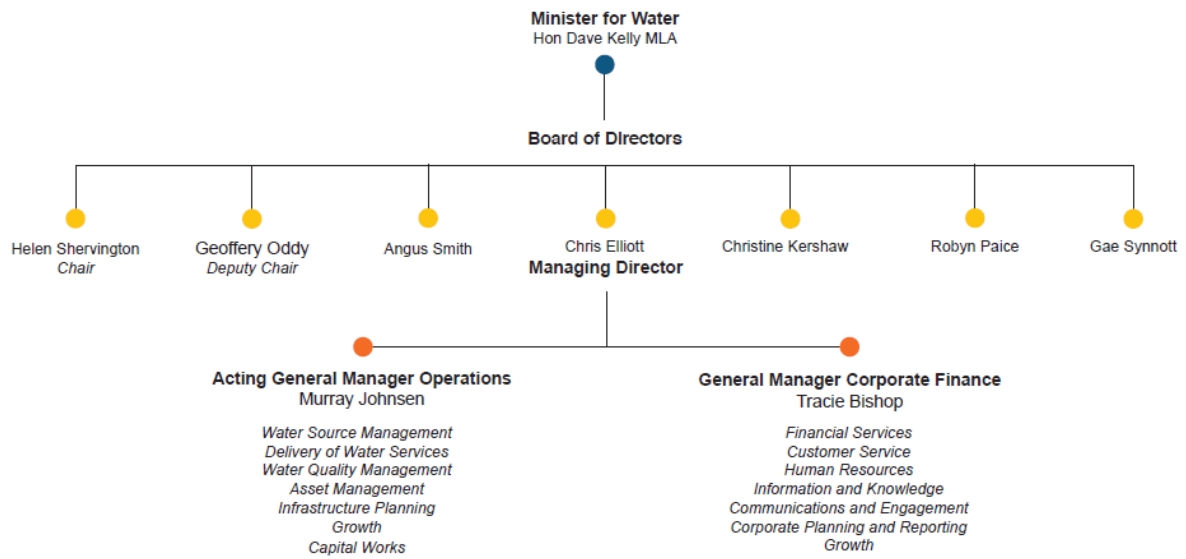 Minister for Water
Hon Dave Kelly MLA
Board of Directors
Helen Shervington
Chair
Geoffery Oddy
Deputy Chair
Angus Smith
Chris Elliott
Managing Director
Christine Kershaw
Robyn Paice
Gae Synnott
Acting General Manager Operations
Murray Johnsen
Water Source Management
Delivery of Water Services
Water Quality Management
Asset Management
Infrastructure Planning
Growth
Capital Works
General Manager Corporate Finance
Tracie Bishop
Financial Services
Customer Service
Human Resources
Information and Knowledge
Communications and Engagement
Corporate Planning and Reporting
Growth